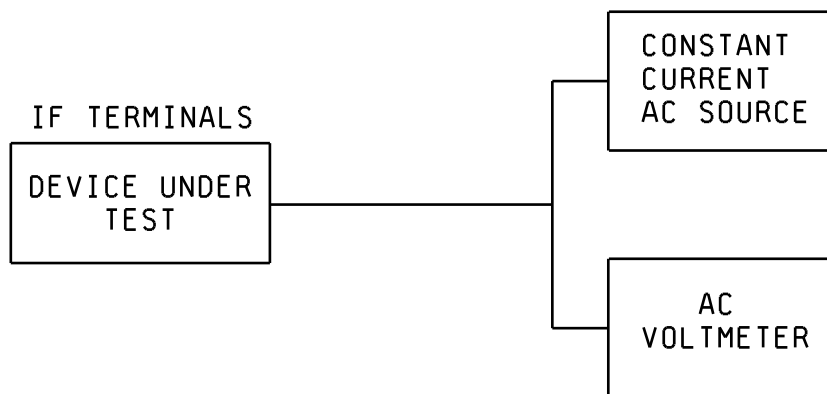 IF TERMINALS
DEVICE UNDER
TEST
CONSTANT
CURRENT
AC SOURCE
AC
VOLTMETER